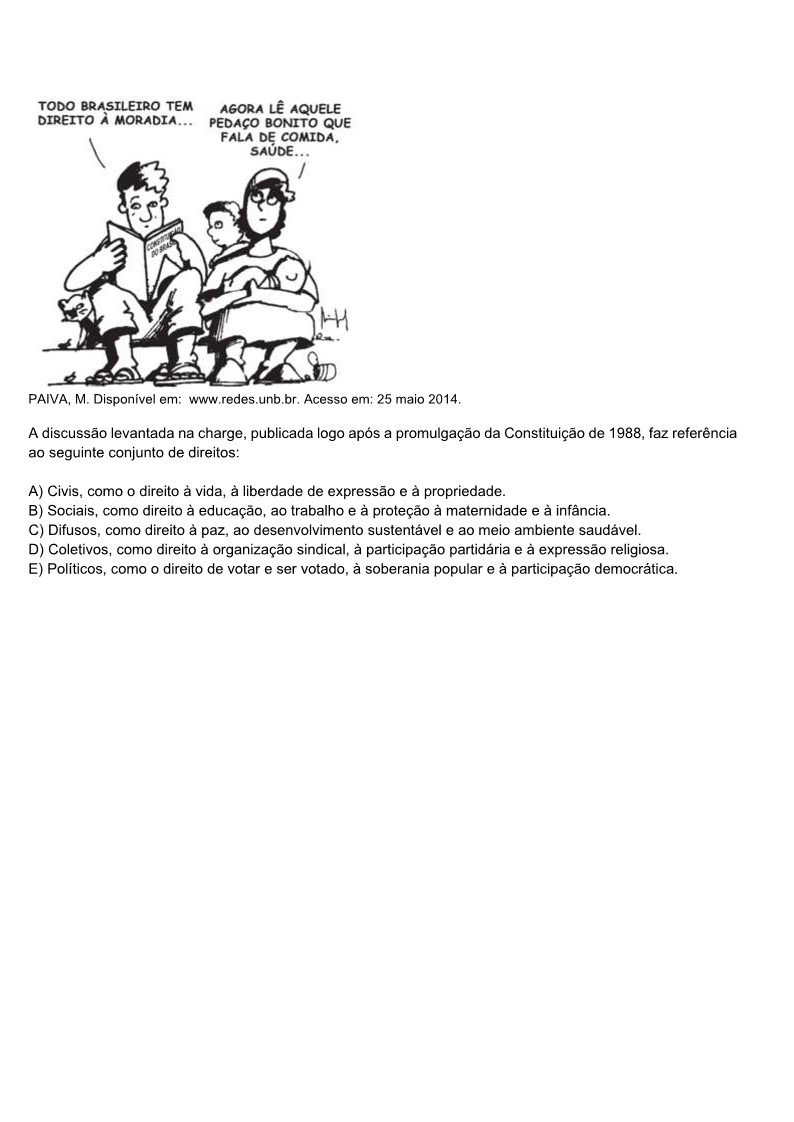 TODO BRASILEIRO TEM
DIREITO À MORADIA...
AGORA LÊ AQUELE
PEDAÇO BONITO QUE
FALA DE COMIDA,
SAÚDE...
CONSTITUIÇÃO
DO BRASIL
PAIVA, M. Disponível em:  www.redes.unb.br. Acesso em: 25 maio 2014.
A discussão levantada na charge, publicada logo após a promulgação da Constituição de 1988, faz referência
ao seguinte conjunto de direitos:
A) Civis, como o direito à vida, à liberdade de expressão e à propriedade.
B) Sociais, como direito à educação, ao trabalho e à proteção à maternidade e à infância.
C) Difusos, como direito à paz, ao desenvolvimento sustentável e ao meio ambiente saudável.
D) Coletivos, como direito à organização sindical, à participação partidária e à expressão religiosa.
E) Políticos, como o direito de votar e ser votado, à soberania popular e à participação democrática.